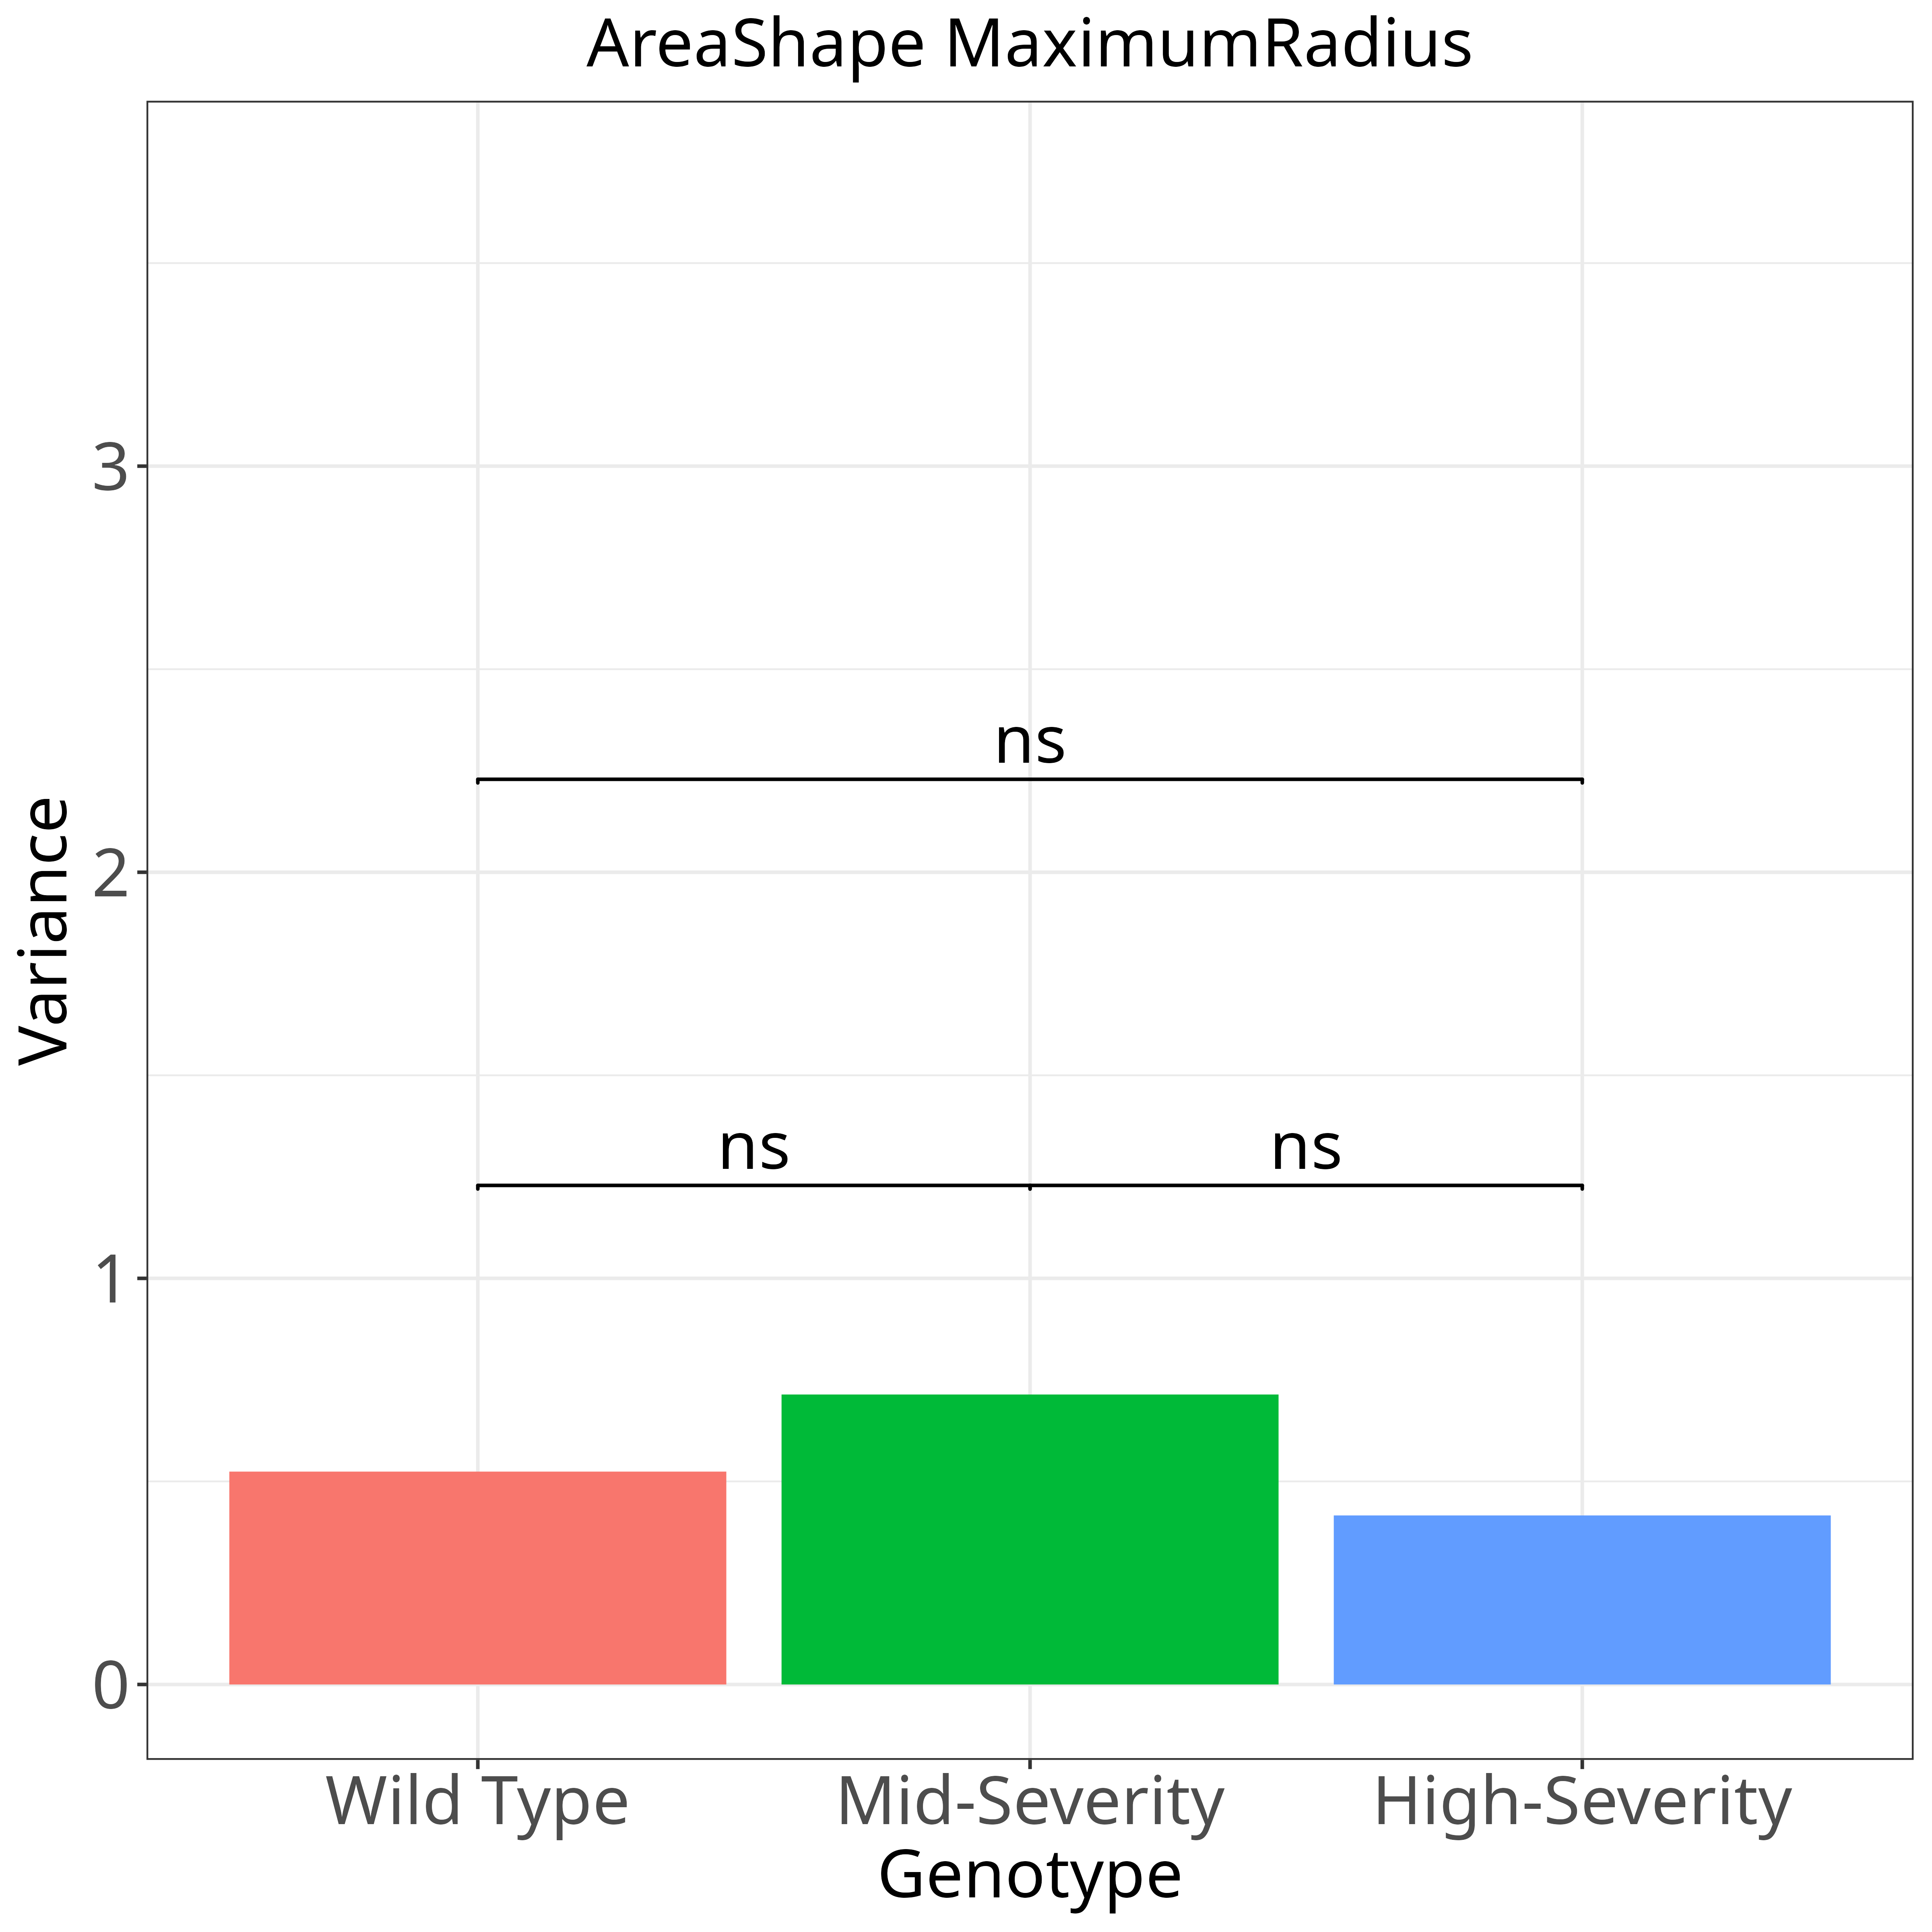 AreaShape MaximumRadius
Variance
3
2
1
0
ns
ns ns
Wild Type Mid-Severity High-Severity
Genotype